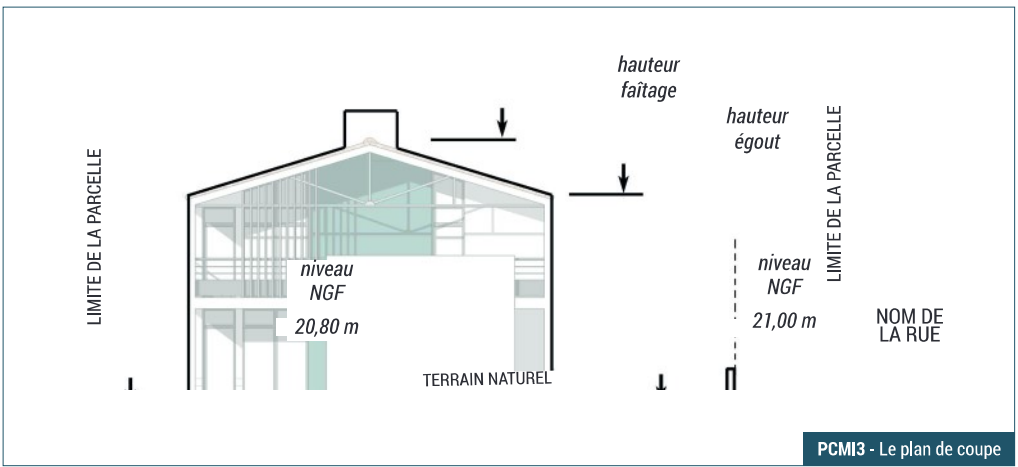 hauteur
faîtage
hauteur
égout
LIMITE DE LA PARCELLE
LIMITE DE LA PARCELLE
niveau
NGF
20,80 m
niveau
NGF
21,00 m
NOM DE
LA RUE
TERRAIN NATUREL
PCMI3 - Le plan de coupe